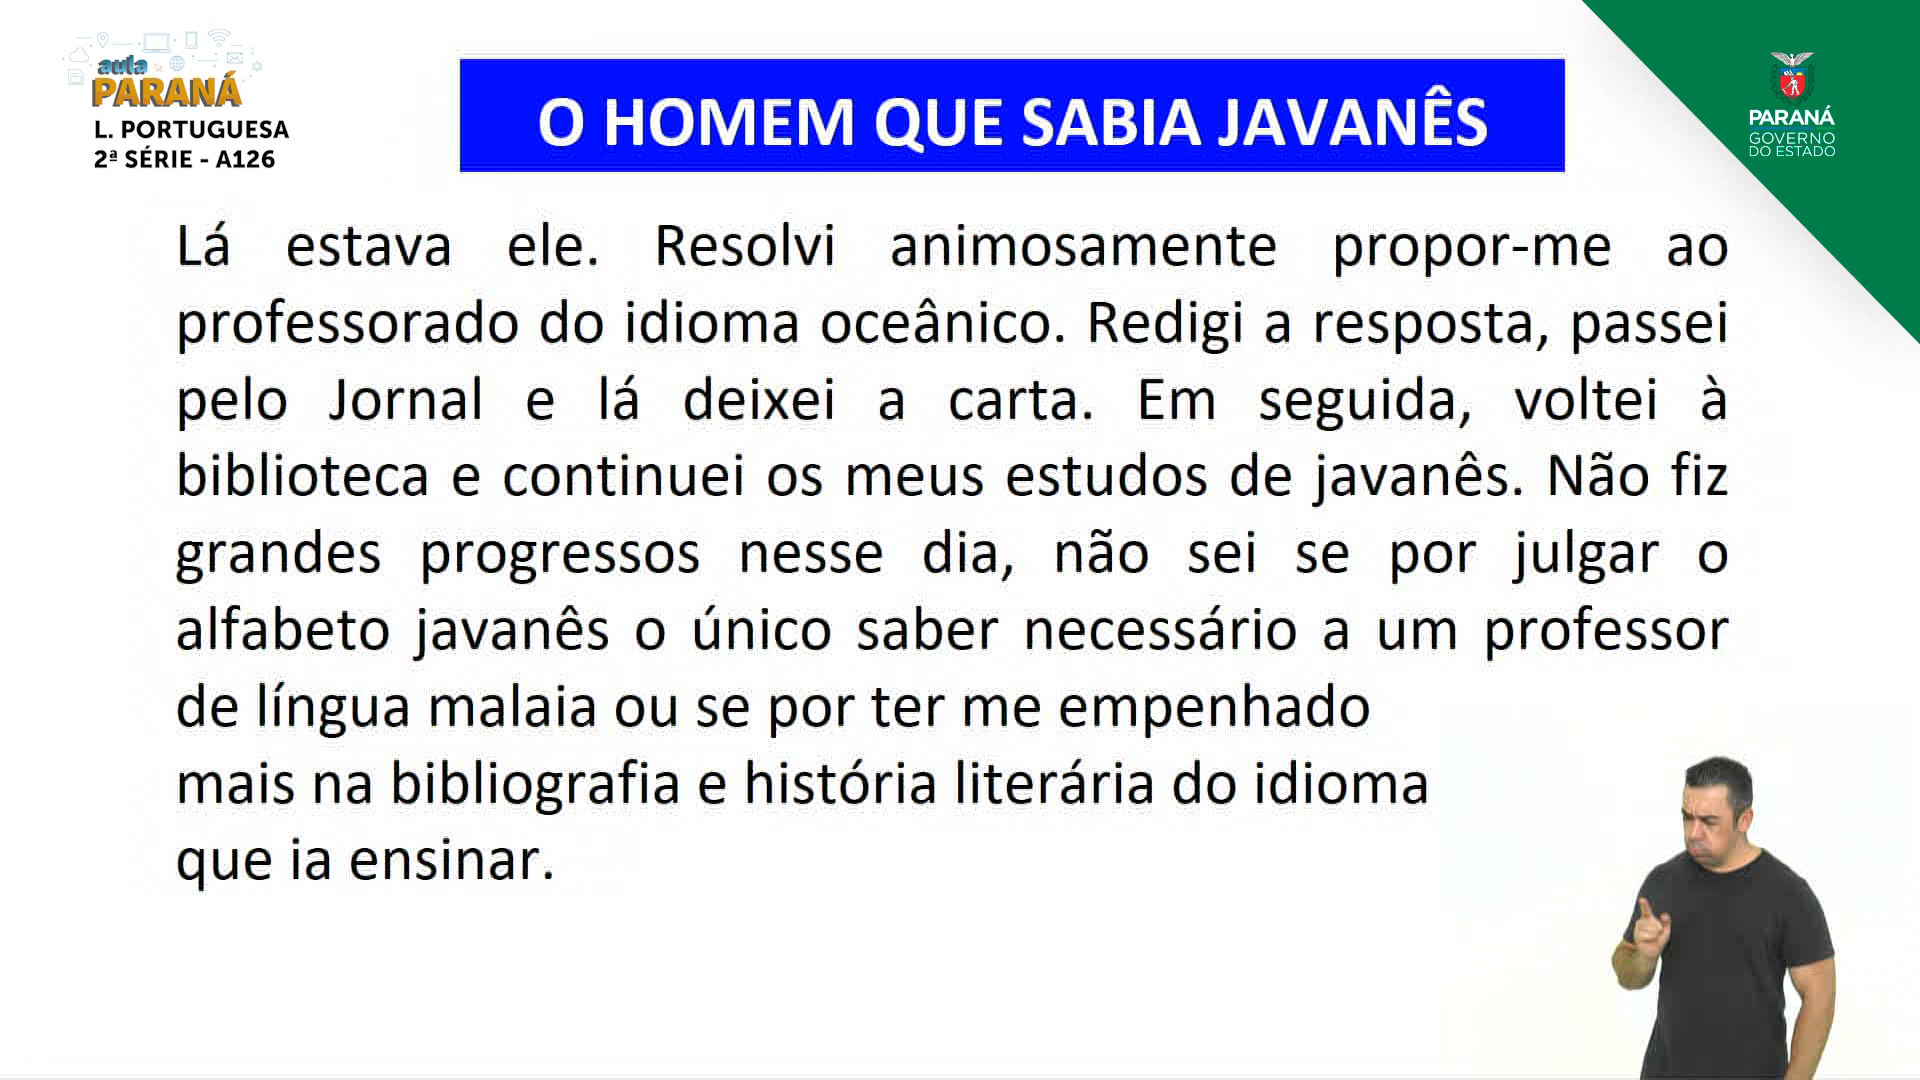 aula
PARANÁ
L. PORTUGUESA
2ª SÉRIE - A126
O HOMEM QUE SABIA JAVANÊS
PARANÁ
GOVERNO
DO ESTADO
Lá estava ele. Resolvi animosamente propor-me ao
professorado do idioma oceânico. Redigi a resposta, passei
pelo Jornal e lá deixei a carta. Em seguida, voltei à
biblioteca e continuei os meus estudos de javanês. Não fiz
grandes progressos nesse dia, não sei se por julgar o
alfabeto javanês o único saber necessário a um professor
de língua malaia ou se por ter me empenhado
mais na bibliografia e história literária do idioma
que ia ensinar.